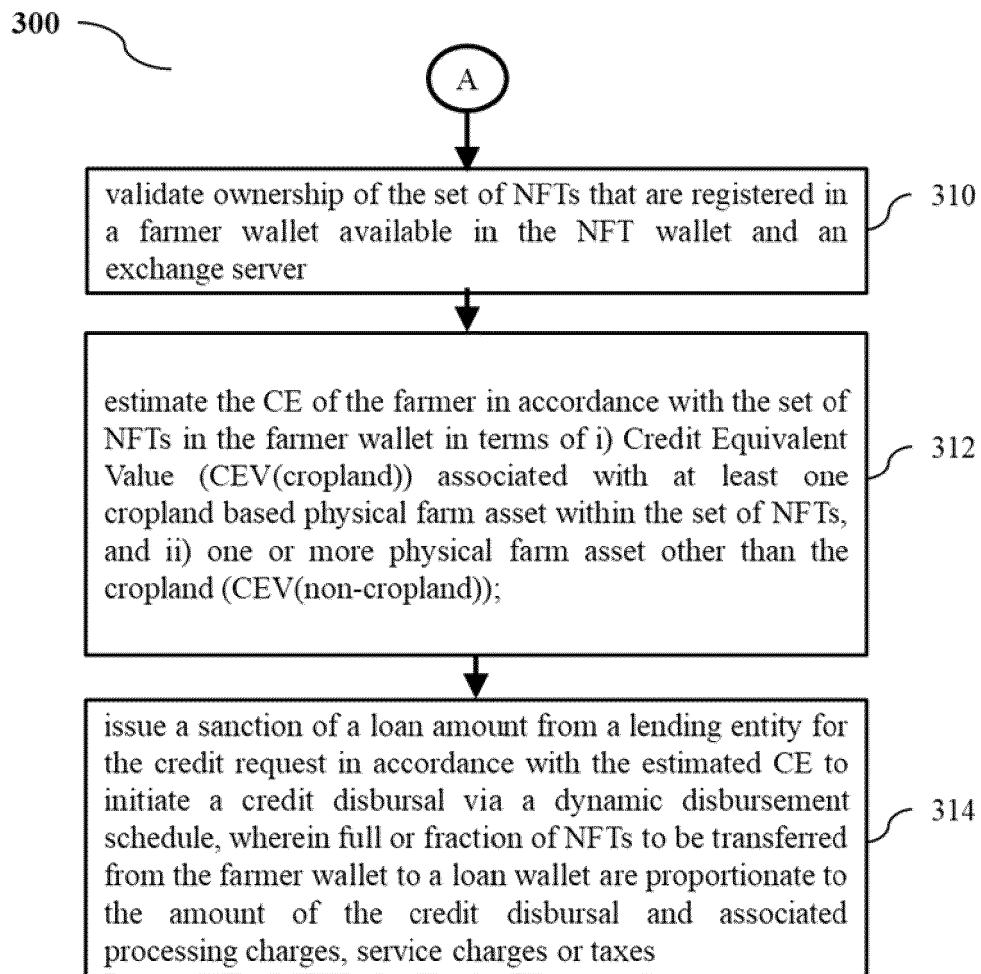 300
A
validate ownership of the set of NFTs that are registered in
a farmer wallet available in the NFT wallet and an
exchange server
310
estimate the CE of the farmer in accordance with the set of
NFTs in the farmer wallet in terms of i) Credit Equivalent
Value (CEV(cropland)) associated with at least one
cropland based physical farm asset within the set of NFTs,
and ii) one or more physical farm asset other than the
cropland (CEV(non-cropland));
312
issue a sanction of a loan amount from a lending entity for
the credit request in accordance with the estimated CE to
initiate a credit disbursal via a dynamic disbursement
schedule, wherein full or fraction of NFTs to be transferred
from the farmer wallet to a loan wallet are proportionate to
the amount of the credit disbursal and associated
processing charges, service charges or taxes
314